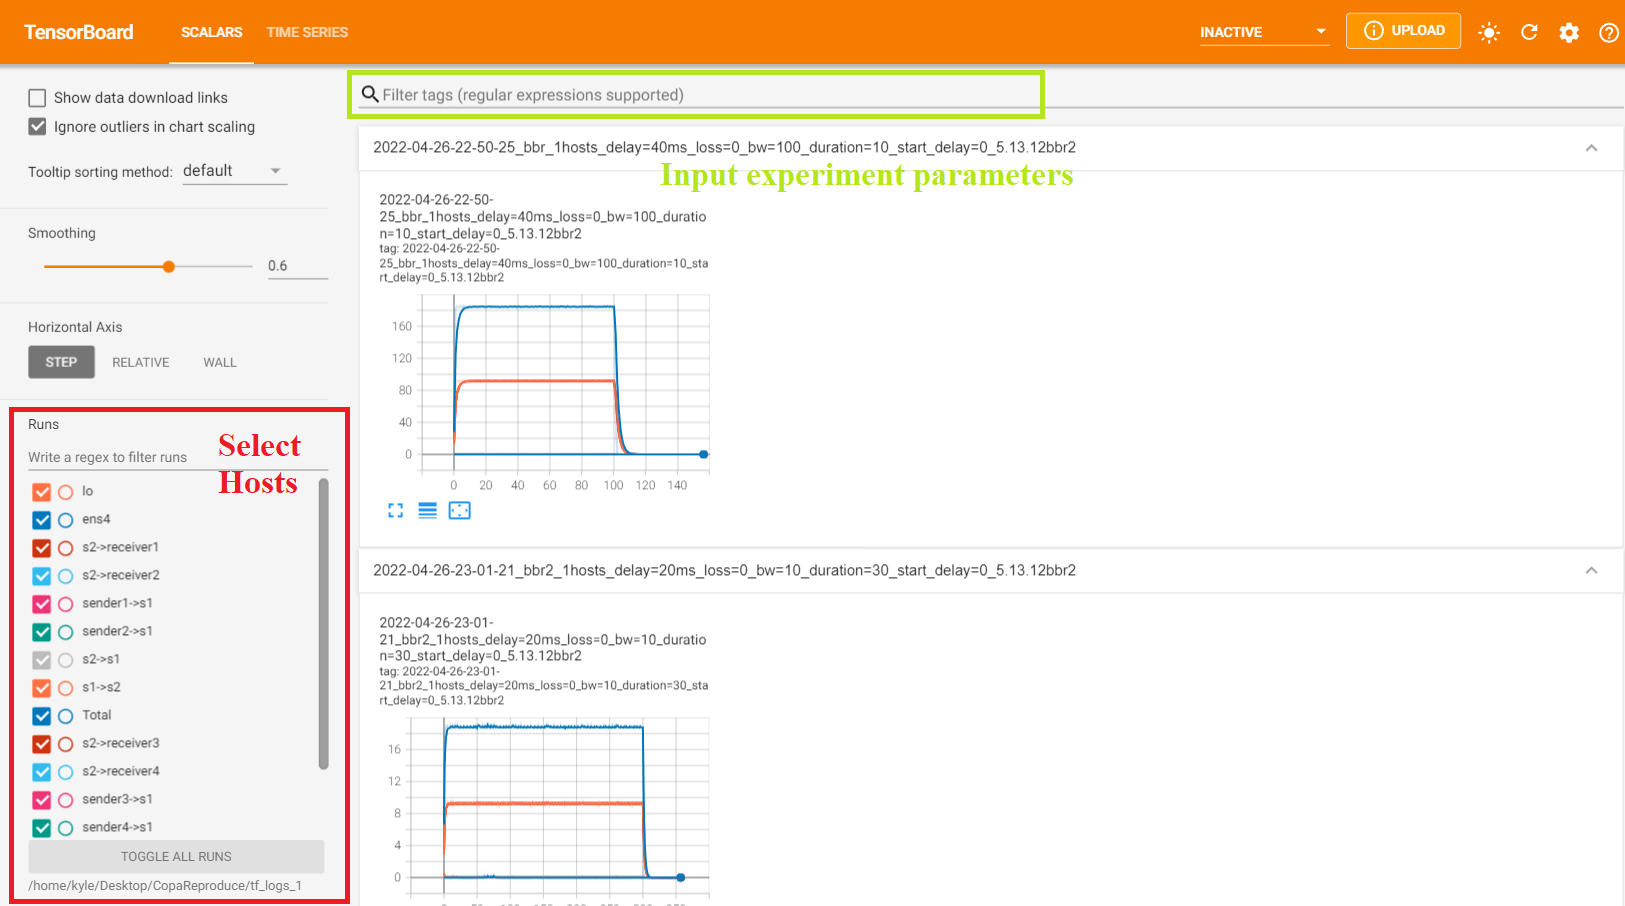 TensorBoard
SCALARS
TIME SERIES
INACTIVE
UPLOAD
Show data download links
Ignore outliers in chart scaling
Tooltip sorting method: default
Smoothing
0.6
Horizontal Axis
STEP RELATIVE WALL
Runs
Write a regex to filter runs
Select
Hosts
lo
ens4
s2->receiver1
s2->receiver2
sender1->s1
sender2->s1
s2->s1
s1->s2
Total
s2->receiver3
s2->receiver4
sender3->s1
sender4->s1
TOGGLE ALL RUNS
/home/kyle/Desktop/CopaReproduce/tf_logs_1
Filter tags (regular expressions supported)
2022-04-26-22-50-25_bbr_1hosts_delay=40ms_loss=0_bw=100_duration=10_start_delay=0_5.13.12bbr2
Input experiment parameters
2022-04-26-22-50-
25_bbr_1hosts_delay=40ms_loss=0_bw=100_duratio
n=10_start_delay=0_5.13.12bbr2
tag: 2022-04-26-22-50-
25_bbr_1hosts_delay=40ms_loss=0_bw=100_duration=10_sta
rt_delay=0_5.13.12bbr2
160
120
80
40
0
0 20 40 60 80 100 120 140
2022-04-26-23-01-21_bbr2_1hosts_delay=20ms_loss=0_bw=10_duration=30_start_delay=0_5.13.12bbr2
2022-04-26-23-01-
21_bbr2_1hosts_delay=20ms_loss=0_bw=10_duratio
n=30_start_delay=0_5.13.12bbr2
tag: 2022-04-26-23-01-
21_bbr2_1hosts_delay=20ms_loss=0_bw=10_duration=30_sta
rt_delay=0_5.13.12bbr2
16
12
8
4
0